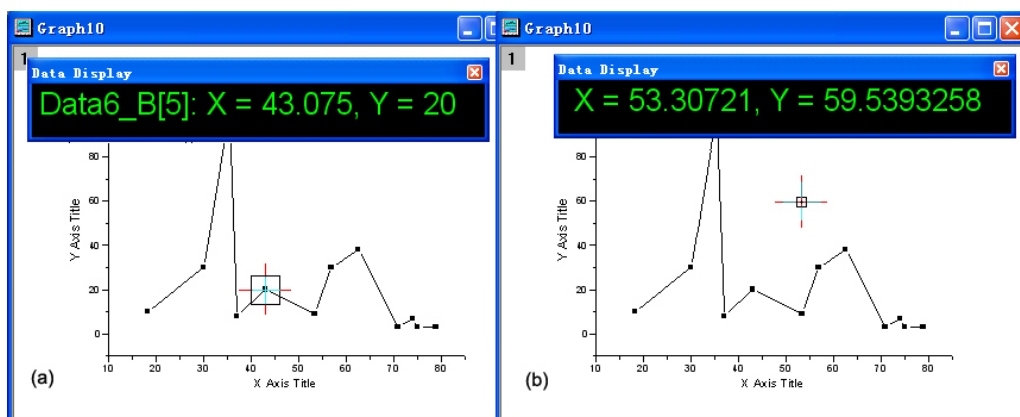 Graph10
1
Data Display
Data6_B[5]: X = 43.075, Y = 20
80
60
40
20
0
Y Axis Title
10 20 30 40 50 60 70 80
X Axis Title
(a)
Graph10
1
Data Display
X = 53.30721, Y = 59.5393258
80
60
40
20
0
Y Axis Title
10 20 30 40 50 60 70 80
X Axis Title
(b)